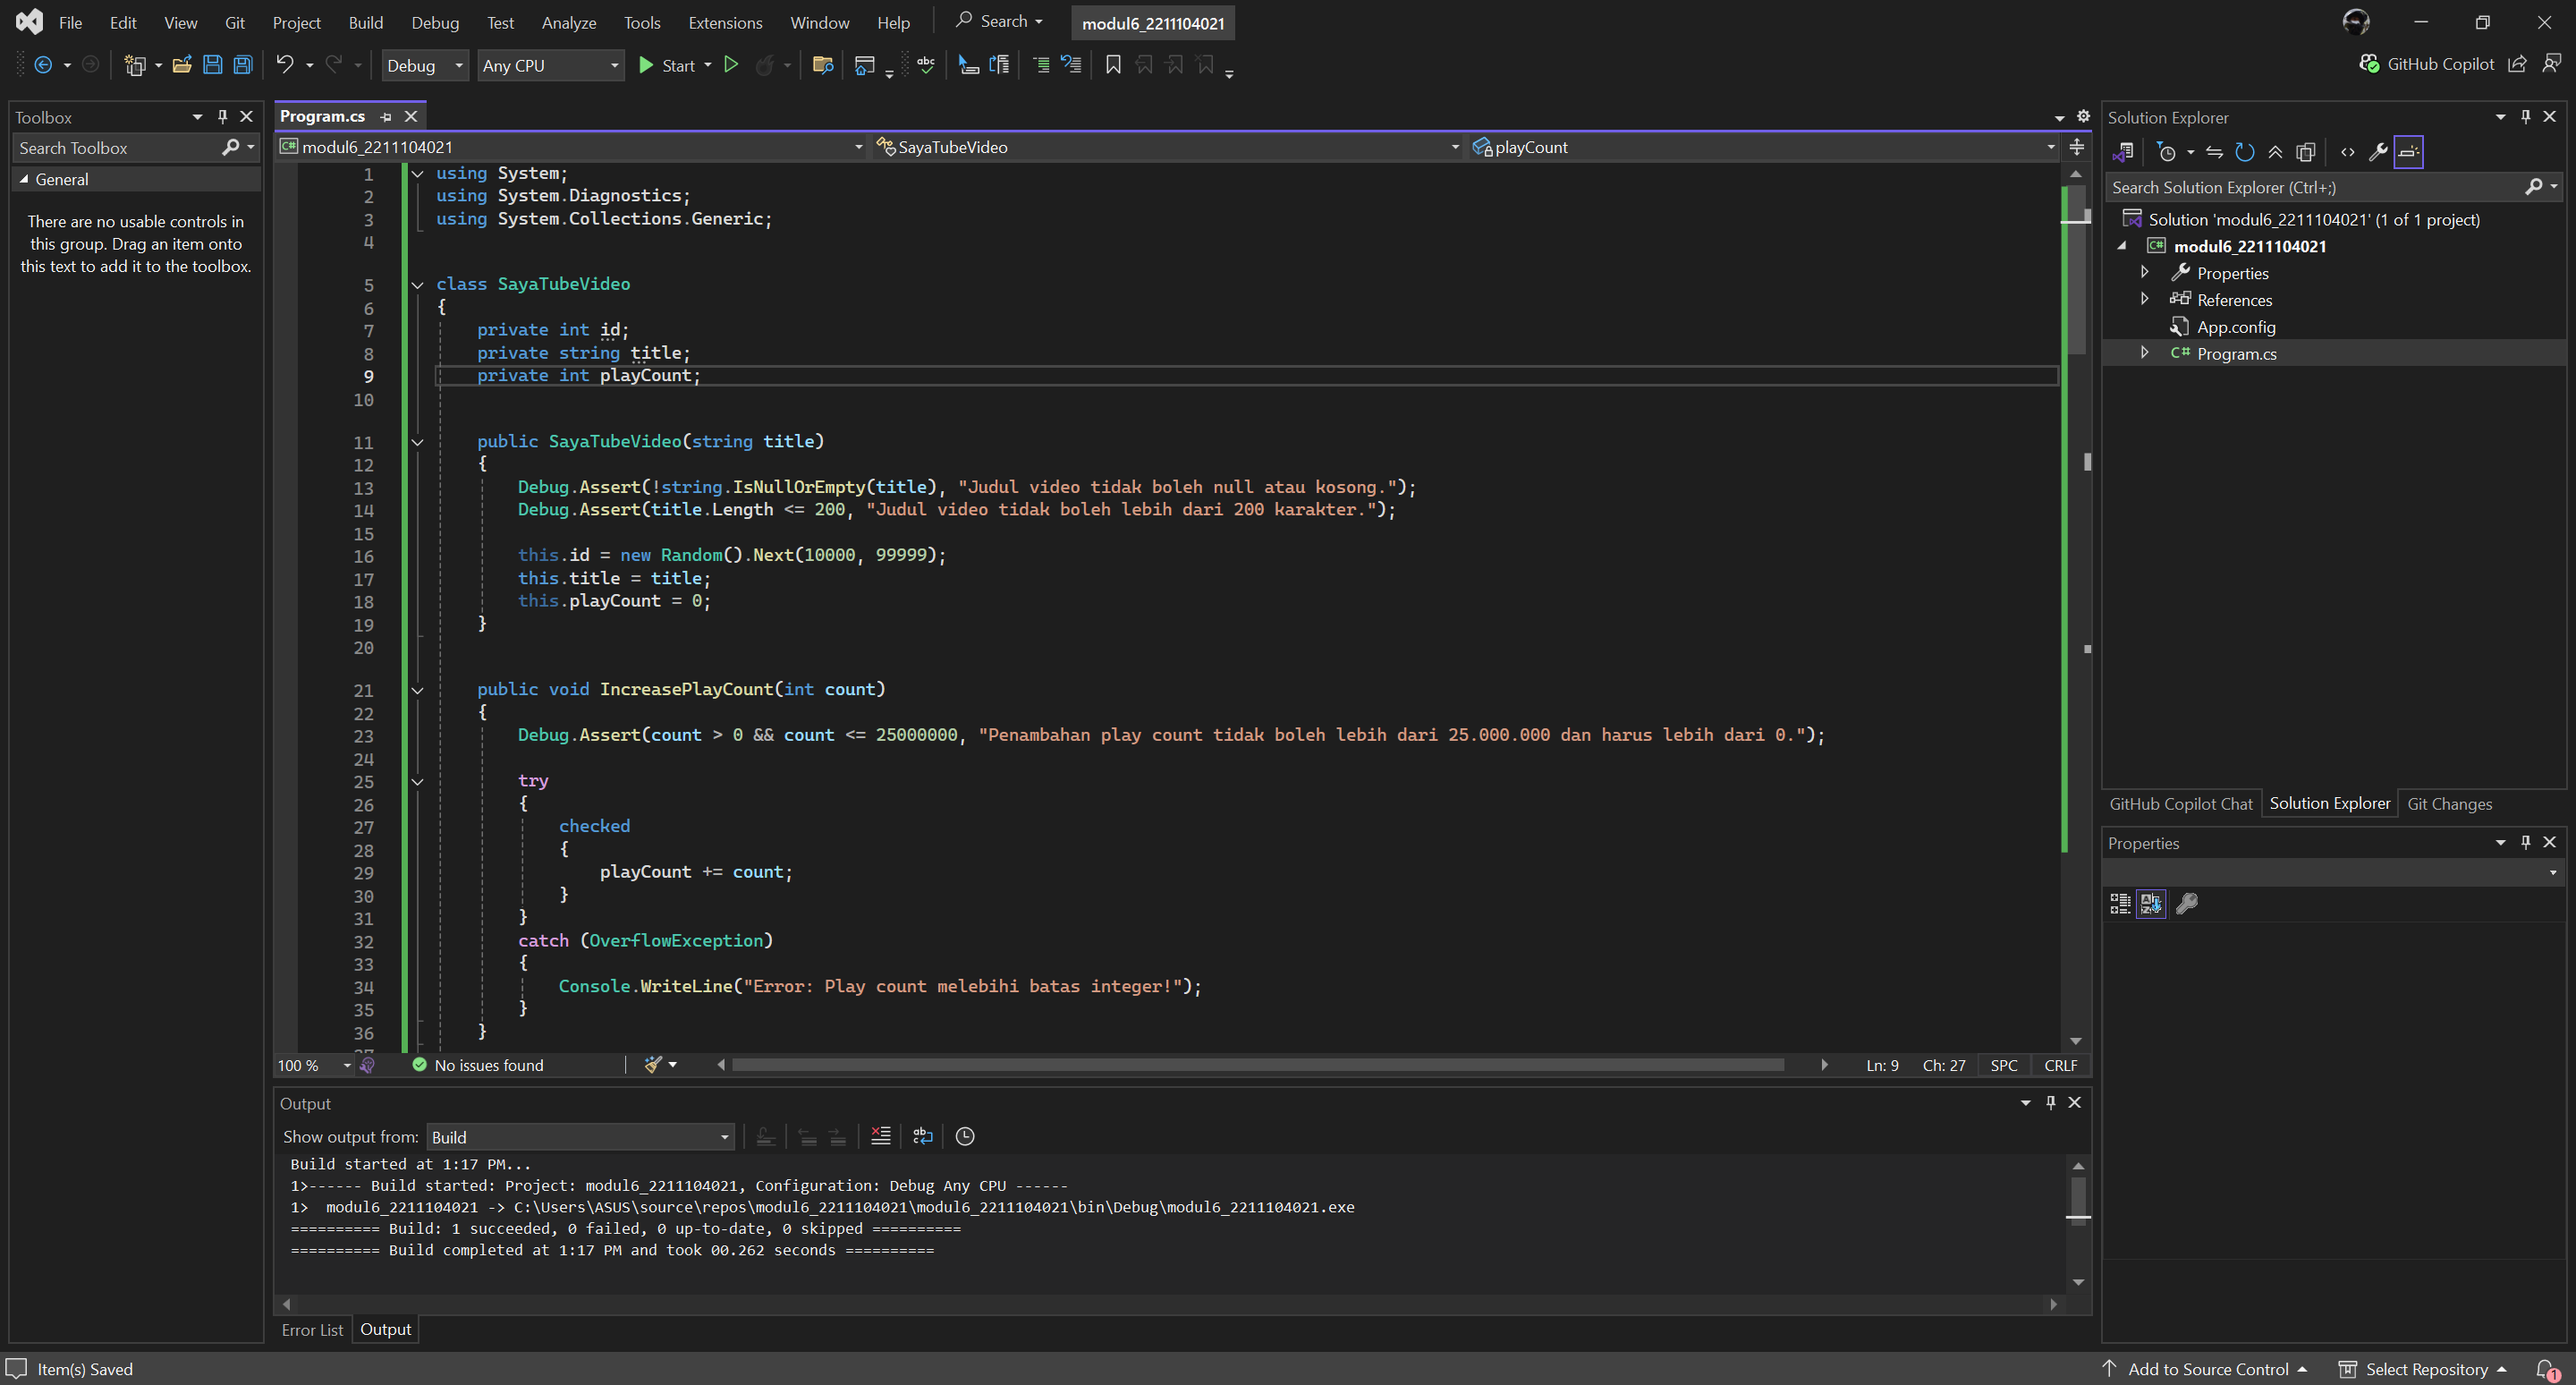 File Edit View Git Project Build Debug Test Analyze Tools Extensions Window Help Search modul6_2211104021
Debug Any CPU Start GitHub Copilot
Toolbox
Search Toolbox
General
There are no usable controls in
this group. Drag an item onto
this text to add it to the toolbox.
Program.cs
modul6_2211104021 SayaTubeVideo playCount
1 using System;
2 using System.Diagnostics;
3 using System.Collections.Generic;
4
5 class SayaTubeVideo
6 {
7 private int id;
8 private string title;
9 private int playCount;
10
11 public SayaTubeVideo(string title)
12 {
13 Debug.Assert(!string.IsNullOrEmpty(title), "Judul video tidak boleh null atau kosong.");
14 Debug.Assert(title.Length <= 200, "Judul video tidak boleh lebih dari 200 karakter.");
15
16 this.id = new Random().Next(10000, 99999);
17 this.title = title;
18 this.playCount = 0;
19 }
20
21 public void IncreasePlayCount(int count)
22 {
23 Debug.Assert(count > 0 && count <= 25000000, "Penambahan play count tidak boleh lebih dari 25.000.000 dan harus lebih dari 0.");
24
25 try
26 {
27 checked
28 {
29 playCount += count;
30 }
31 }
32 catch (OverflowException)
33 {
34 Console.WriteLine("Error: Play count melebihi batas integer!");
35 }
36 }
100 % No issues found Ln: 9 Ch: 27 SPC CRLF
Output
Show output from: Build
Build started at 1:17 PM...
1>------ Build started: Project: modul6_2211104021, Configuration: Debug Any CPU ------
1>  modul6_2211104021 -> C:\Users\ASUS\source\repos\modul6_2211104021\modul6_2211104021\bin\Debug\modul6_2211104021.exe
========== Build: 1 succeeded, 0 failed, 0 up-to-date, 0 skipped ==========
========== Build completed at 1:17 PM and took 00.262 seconds ==========
Error List Output
Solution Explorer
Search Solution Explorer (Ctrl+;)
Solution 'modul6_2211104021' (1 of 1 project)
C# modul6_2211104021
Properties
References
App.config
C# Program.cs
GitHub Copilot Chat Solution Explorer Git Changes
Properties
Item(s) Saved Add to Source Control Select Repository 1